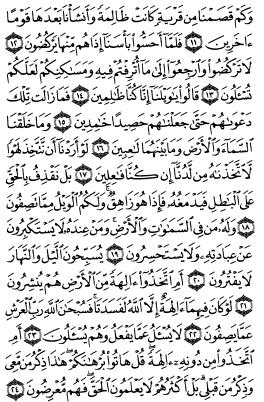 وَكَمْ قَصَمْنَا مِن قَرْيَةٍ كَانَتْ ظَالِمَةً وَأَنشَأْنَا بَعْدَهَا قَوْمًا
ءَاخَرِينَ ١١ فَلَمَّآ أَحَسُّوا۟ بَأْسَنَآ إِذَا هُم مِّنْهَا يَرْكُضُونَ ١٢
لَا تَرْكُضُوا۟ وَٱرْجِعُوٓا۟ إِلَىٰ مَآ أُتْرِفْتُمْ فِيهِ وَمَسَـٰكِنِكُمْ لَعَلَّكُمْ
تُسْـَٔلُونَ ١٣ قَالُوا۟ يَـٰوَيْلَنَآ إِنَّا كُنَّا ظَـٰلِمِينَ ١٤ فَمَا زَالَت تِّلْكَ
دَعْوَىٰهُمْ حَتَّىٰ جَعَلْنَـٰهُمْ حَصِيدًا خَـٰمِدِينَ ١٥ وَمَا خَلَقْنَا
ٱلسَّمَآءَ وَٱلْأَرْضَ وَمَا بَيْنَهُمَا لَـٰعِبِينَ ١٦ لَوْ أَرَدْنَآ أَن نَّتَّخِذَ لَهْوًا
لَّٱتَّخَذْنَـٰهُ مِن لَّدُنَّآ إِن كُنَّا فَـٰعِلِينَ ١٧ بَلْ نَقْذِفُ بِٱلْحَقِّ
عَلَى ٱلْبَـٰطِلِ فَيَدْمَغُهُۥ فَإِذَا هُوَ زَاهِقٌ ۚ وَلَكُمُ ٱلْوَيْلُ مِمَّا تَصِفُونَ
١٨ وَلَهُۥ مَن فِى ٱلسَّمَـٰوَٰتِ وَٱلْأَرْضِ ۚ وَمَنْ عِندَهُۥ لَا يَسْتَكْبِرُونَ
عَنْ عِبَادَتِهِۦ وَلَا يَسْتَحْسِرُونَ ١٩ يُسَبِّحُونَ ٱلَّيْلَ وَٱلنَّهَارَ
لَا يَفْتُرُونَ ٢٠ أَمِ ٱتَّخَذُوٓا۟ ءَالِهَةً مِّنَ ٱلْأَرْضِ هُمْ يُنشِرُونَ
٢١ لَوْ كَانَ فِيهِمَآ ءَالِهَةٌ إِلَّا ٱللَّهُ لَفَسَدَتَا ۚ فَسُبْحَـٰنَ ٱللَّهِ رَبِّ ٱلْعَرْشِ
عَمَّا يَصِفُونَ ٢٢ لَا يُسْـَٔلُ عَمَّا يَفْعَلُ وَهُمْ يُسْـَٔلُونَ ٢٣ أَمِ
ٱتَّخَذُوا۟ مِن دُونِهِۦٓ ءَالِهَةً ۖ قُلْ هَاتُوا۟ بُرْهَـٰنَكُمْ ۖ هَـٰذَا ذِكْرُ مَن مَّعِىَ
وَذِكْرُ مَن قَبْلِى ۗ بَلْ أَكْثَرُهُمْ لَا يَعْلَمُونَ ٱلْحَقَّ ۖ فَهُم مُّعْرِضُونَ ٢٤